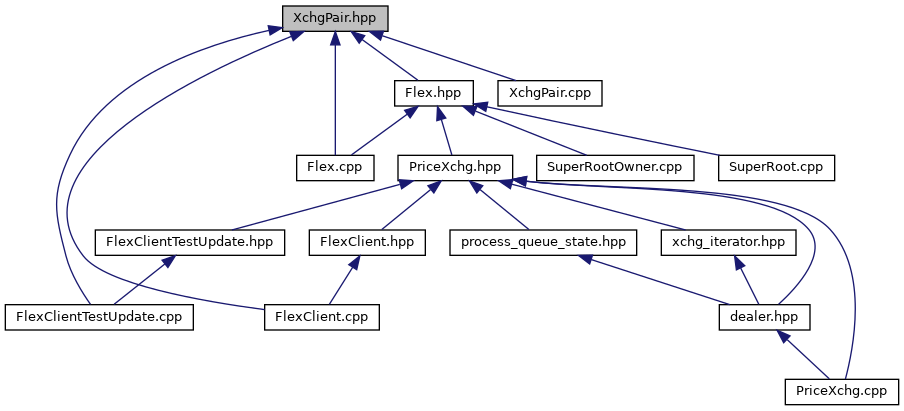 XchgPair.hpp
Flex.hpp
XchgPair.cpp
Flex.cpp
PriceXchg.hpp
SuperRootOwner.cpp
SuperRoot.cpp
FlexClientTestUpdate.hpp
FlexClient.hpp
process_queue_state.hpp
xchg_iterator.hpp
FlexClientTestUpdate.cpp
FlexClient.cpp
dealer.hpp
PriceXchg.cpp